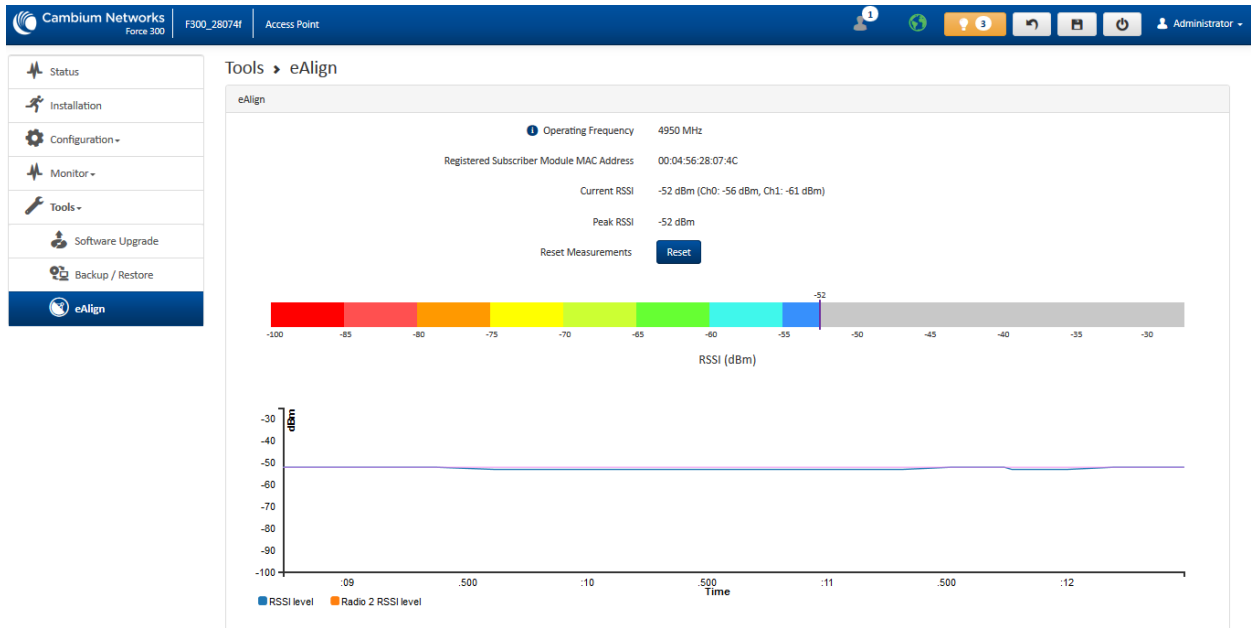 Cambium Networks
Force 300
F300_28074f
Access Point
1
3
Administrator
Status
Installation
Configuration
Monitor
Tools
Software Upgrade
Backup / Restore
eAlign
Tools > eAlign
eAlign
Operating Frequency 4950 MHz
Registered Subscriber Module MAC Address 00:04:56:28:07:4C
Current RSSI -52 dBm (Ch0: -56 dBm, Ch1: -61 dBm)
Peak RSSI -52 dBm
Reset Measurements Reset
-52
-100 -85 -80 -75 -70 -65 -60 -55 -50 -45 -40 -35 -30
RSSI (dBm)
dBm
-30
-40
-50
-60
-70
-80
-90
-100
:09 .500 :10 .500 :11 .500 :12
Time
RSSI level Radio 2 RSSI level